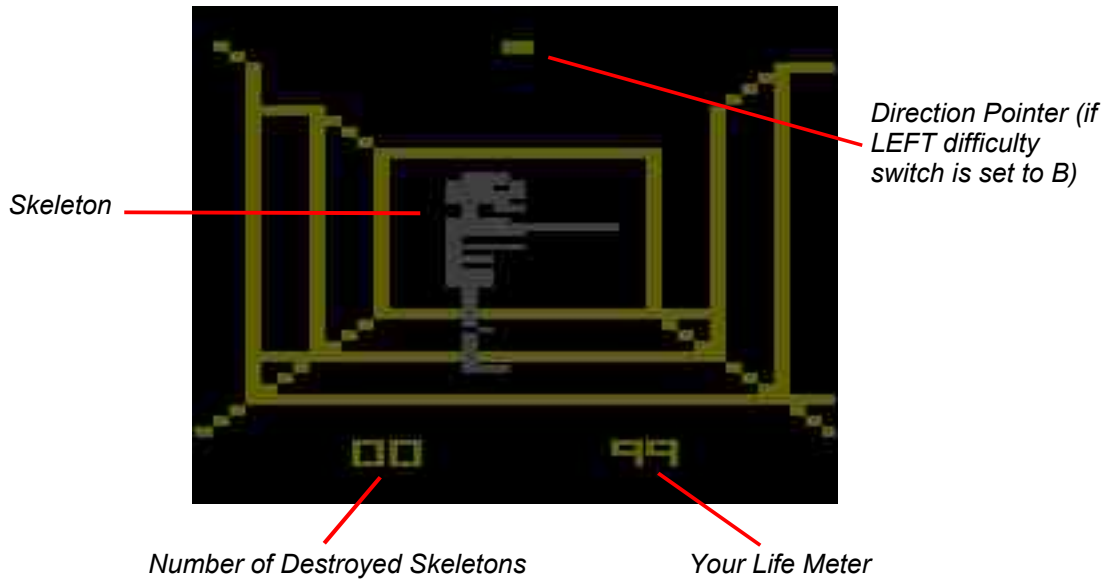 Direction Pointer (if
LEFT difficulty
switch is set to B)
Skeleton
00
99
Number of Destroyed Skeletons
Your Life Meter